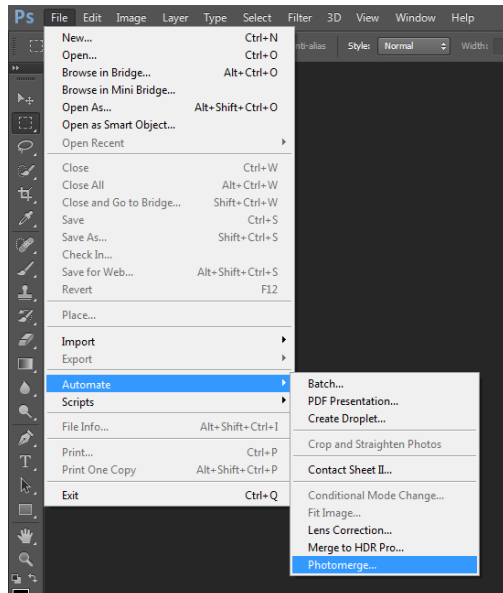 Ps File Edit Image Layer Type Select Filter 3D View Window Help
nti-alias Style: Normal Width:
New... Ctrl+N
Open... Ctrl+O
Browse in Bridge... Alt+Ctrl+O
Browse in Mini Bridge...
Open As... Alt+Shift+Ctrl+O
Open as Smart Object...
Open Recent
Close Ctrl+W
Close All Alt+Ctrl+W
Close and Go to Bridge... Shift+Ctrl+W
Save Ctrl+S
Save As... Shift+Ctrl+S
Check In...
Save for Web... Alt+Shift+Ctrl+S
Revert F12
Place...
Import
Export
Automate
Scripts
File Info... Alt+Shift+Ctrl+I
Print... Ctrl+P
Print One Copy Alt+Shift+Ctrl+P
Exit Ctrl+Q
Batch...
PDF Presentation...
Create Droplet...
Crop and Straighten Photos
Contact Sheet II...
Conditional Mode Change...
Fit Image...
Lens Correction...
Merge to HDR Pro...
Photomerge...